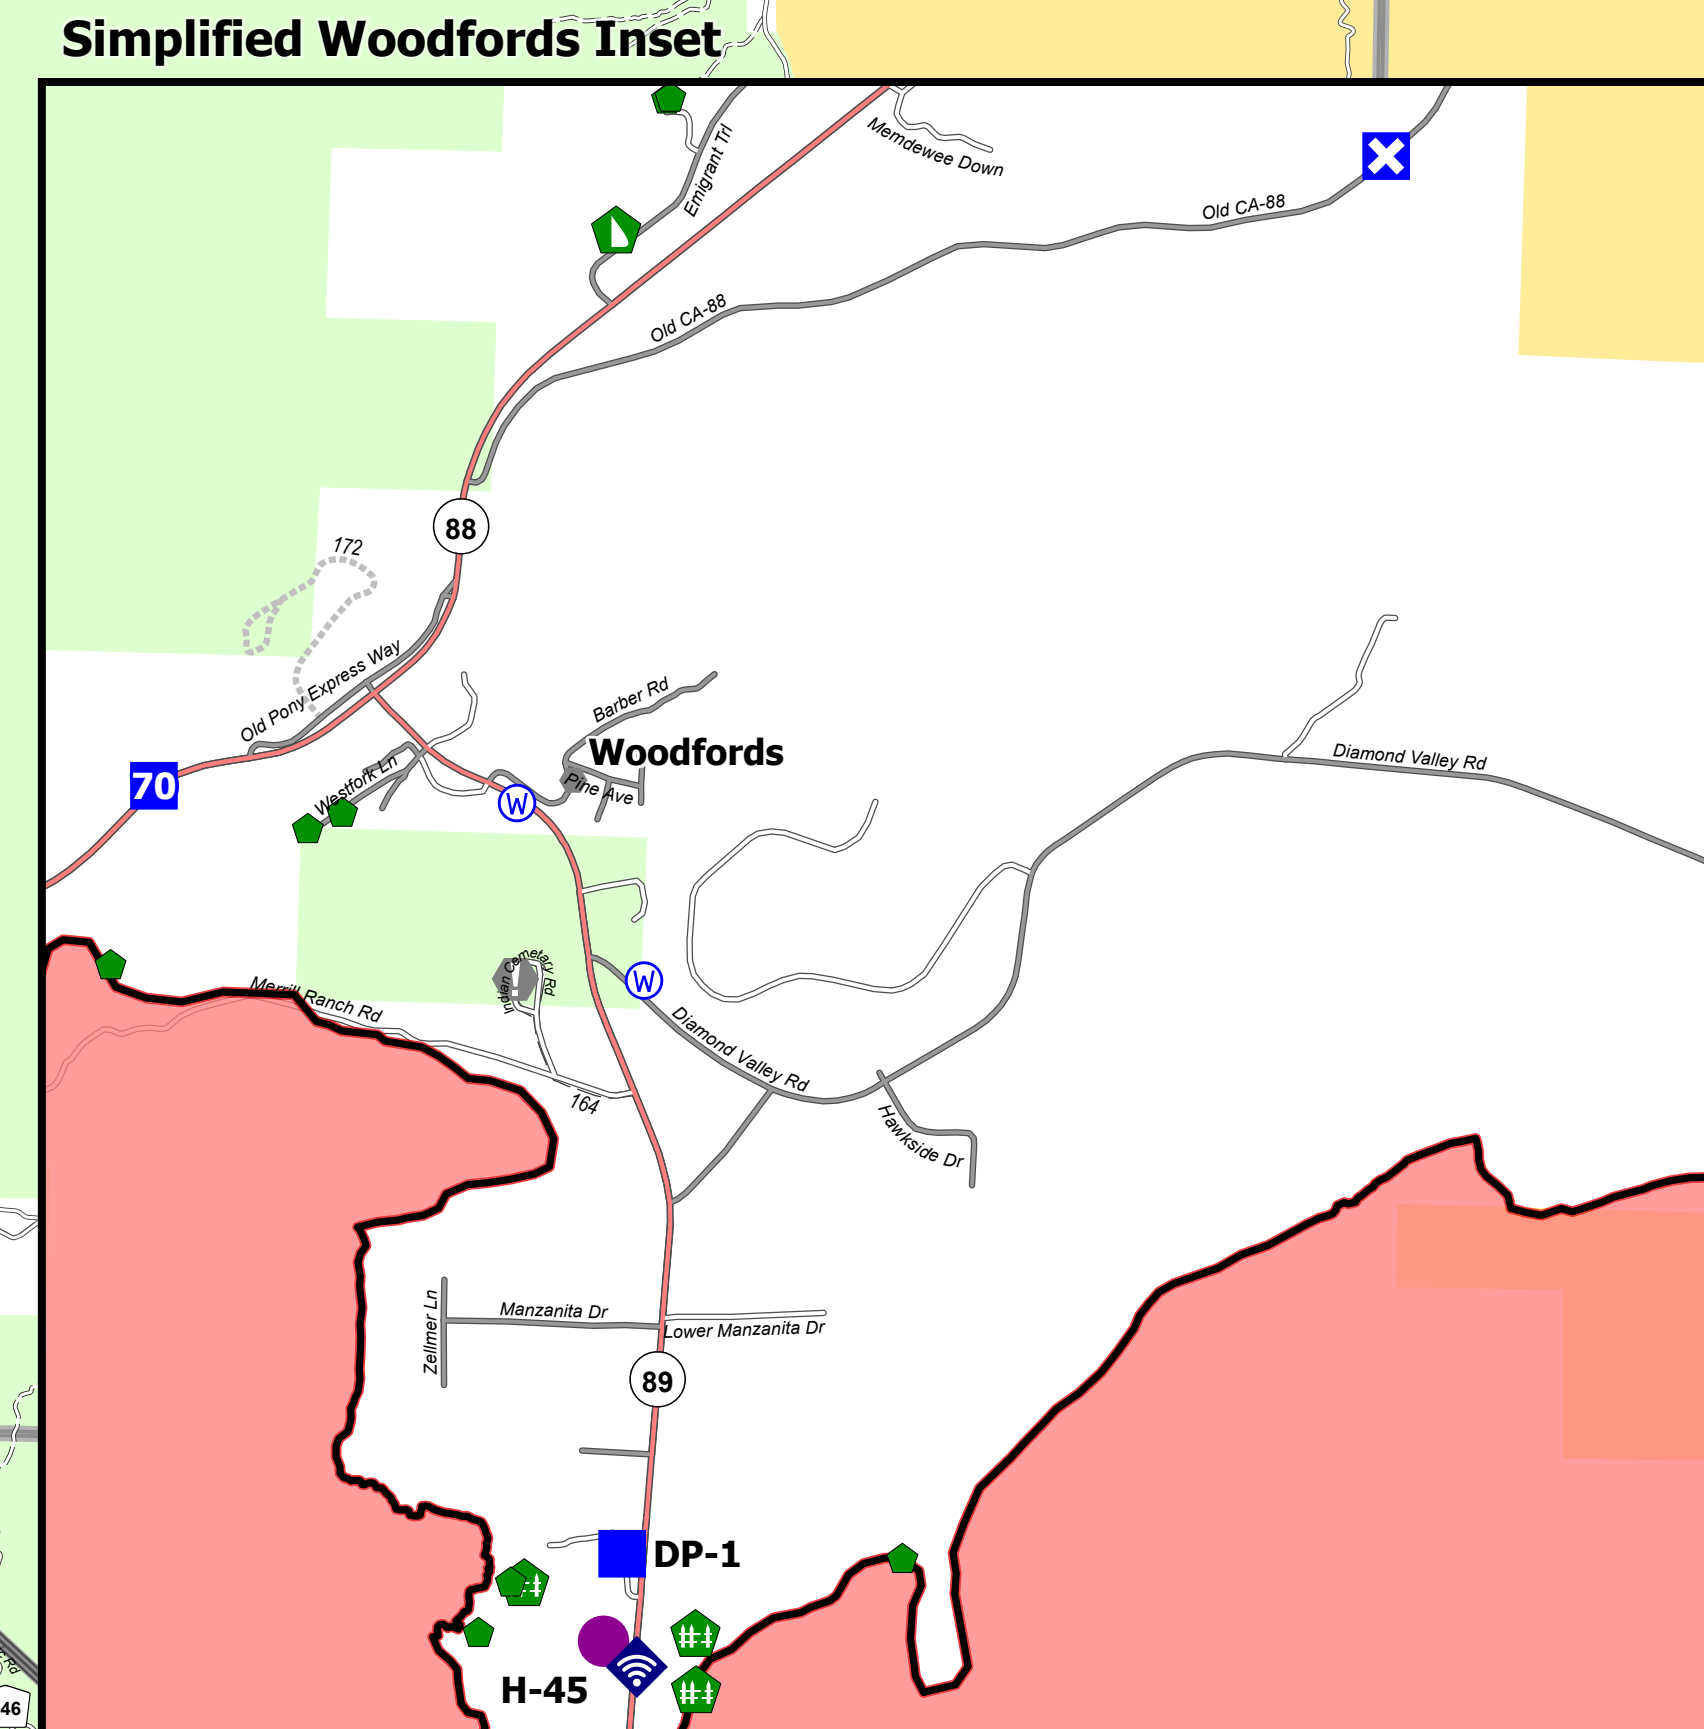 Simplified Woodfords Inset
Emigrant Trl
Memdewee Down
Old CA-88
Old CA-88
88
172
Old Pony Express Way
Barber Rd
Woodfords
Diamond Valley Rd
70
Westfork Ln
Pine Ave
W
Indian Cemetary Rd
W
Merrill Ranch Rd
Diamond Valley Rd
164
Hawkside Dr
Zellmer Ln
Manzanita Dr
Lower Manzanita Dr
89
DP-1
Rd
H-45
46